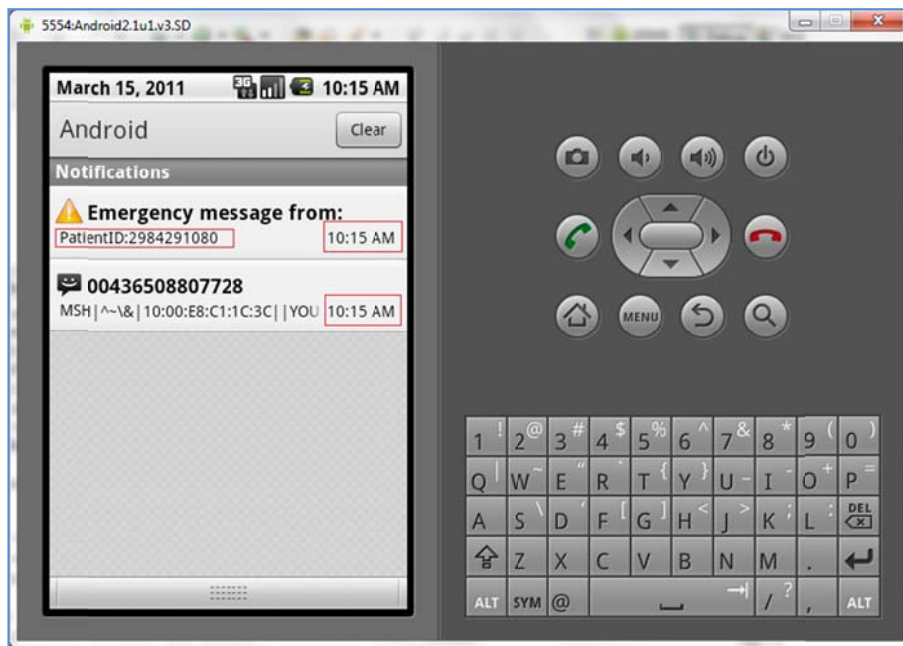 5554:Android2.1u1.v3.SD
March 15, 2011 3G 10:15 AM
Android Clear
Notifications
Emergency message from:
PatientID:2984291080 10:15 AM
00436508807728
MSH|^~\&|10:00:E8:C1:1C:3C||YOU 10:15 AM
MENU
1 ! 2 @ 3 # 4 $ 5 % 6 ^ 7 & 8 * 9 ( 0 )
Q | W ~ E " R ` T { Y } U _ I - O + P =
A S \ D ' F [ G ] H < J > K ; L : DEL
Z X C V B N M .
ALT SYM @ / ? , ALT